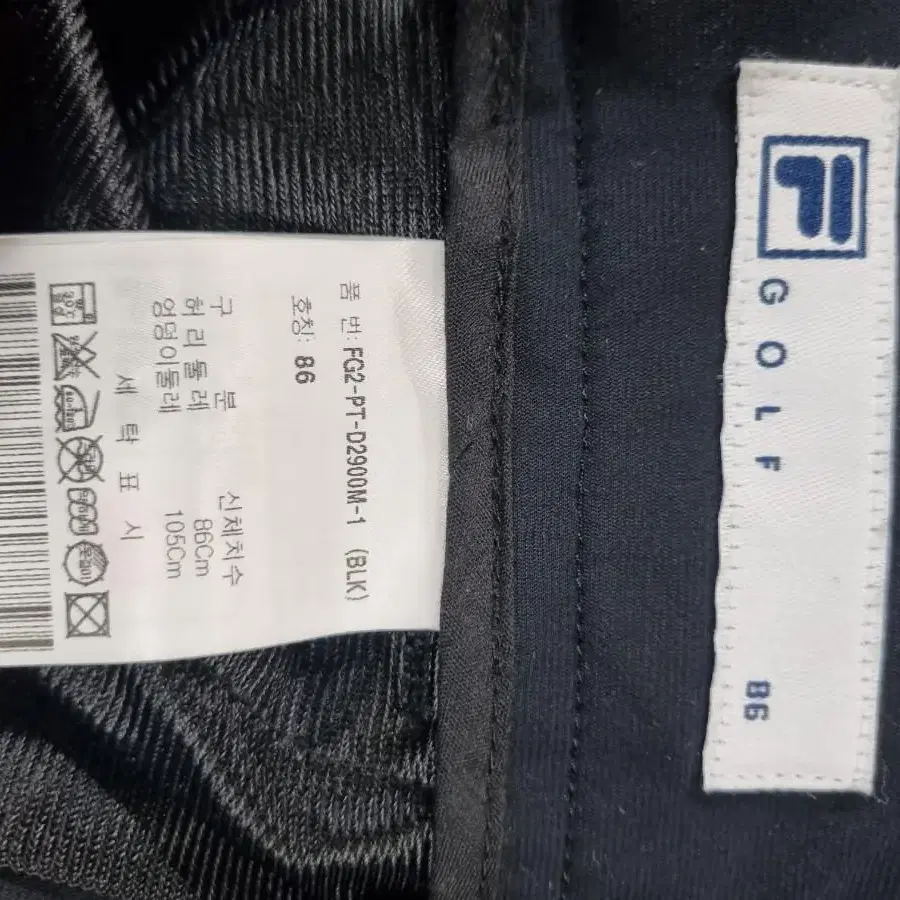 품 번: FG2-PT-D2900M-1 (BLK)
호칭: 86
구 분 신체치수
허리둘레 86Cm
엉덩이둘레 105Cm
세 탁 표 시
GOLF
86